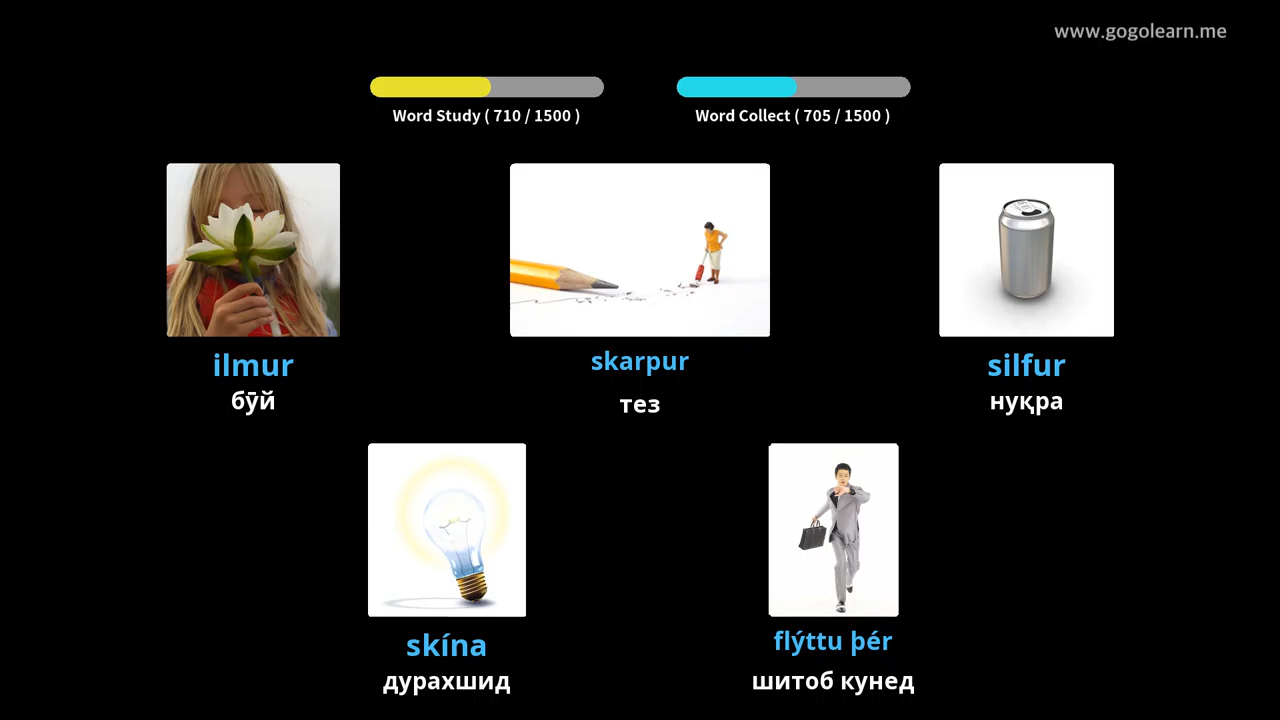 www.gogolearn.me
Word Study ( 710 / 1500 )
Word Collect ( 705 / 1500 )
ilmur
бӯй
skarpur
тез
silfur
нуқра
skína
дурахшид
flýttu þér
шитоб кунед